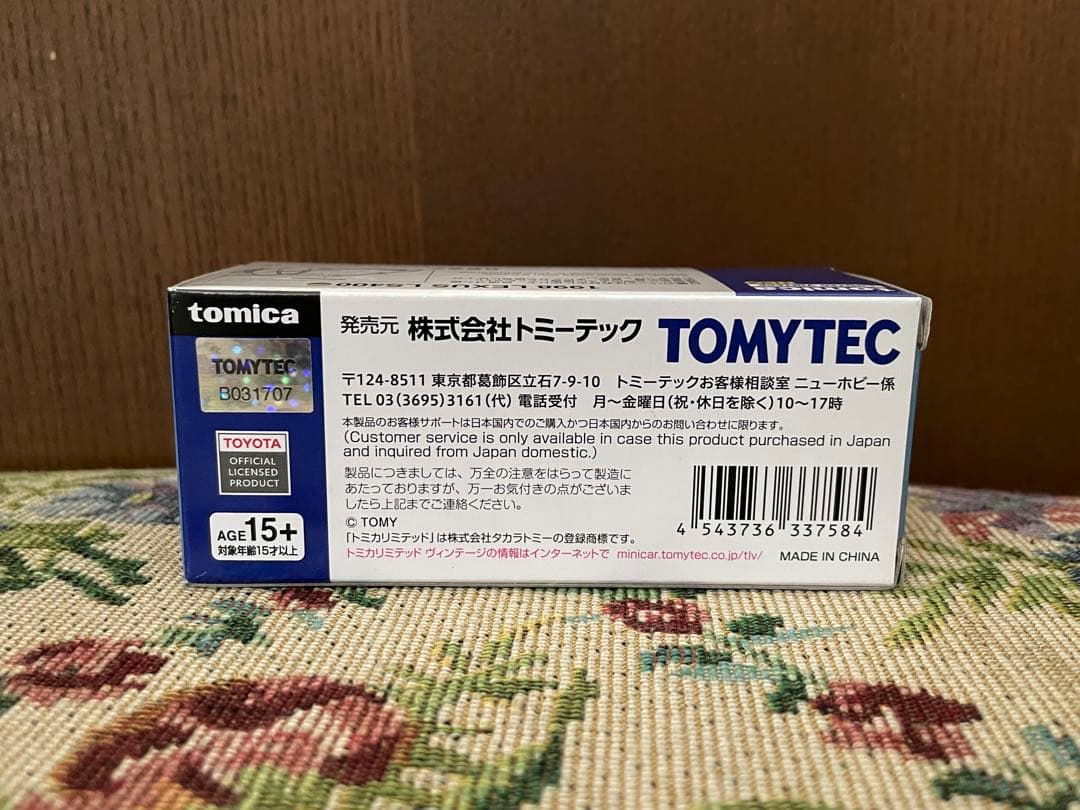 1990 LEXUS LS400
tomica
TOMYTEC
B031707
TOYOTA
OFFICIAL
LICENSED
PRODUCT
AGE 15+
対象年齢15才以上
発売元 株式会社トミーテック TOMYTEC
〒124-8511 東京都葛飾区立石7-9-10 トミーテックお客様相談室 ニューホビー係
TEL 03(3695)3161(代) 電話受付 月〜金曜日(祝・休日を除く)10〜17時
本製品のお客様サポートは日本国内でのご購入かつ日本国内からのお問い合わせに限ります。
(Customer service is only available in case this product purchased in Japan
and inquired from Japan domestic.)
製品につきましては、万全の注意をはらって製造に
あたっておりますが、万一お気付きの点がございま
したら上記までご連絡ください。
© TOMY
「トミカリミテッド」は株式会社タカラトミーの登録商標です。
トミカリミテッド ヴィンテージの情報はインターネットで minicar.tomytec.co.jp/tlv/
4 543736 337584
MADE IN CHINA